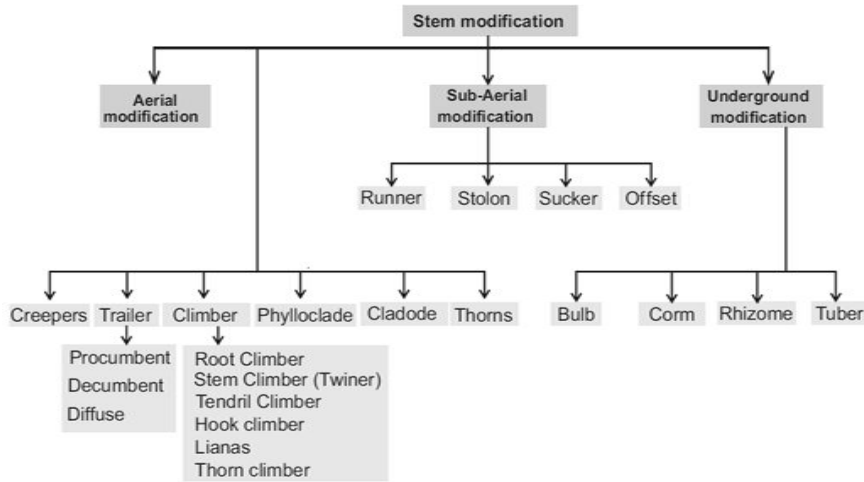 Stem modification
Aerial
modification
Sub-Aerial
modification
Underground
modification
Runner
Stolon
Sucker
Offset
Creepers
Trailer
Climber
Phylloclade
Cladode
Thorns
Bulb
Corm
Rhizome
Tuber
Procumbent
Decumbent
Diffuse
Root Climber
Stem Climber (Twiner)
Tendril Climber
Hook climber
Lianas
Thorn climber